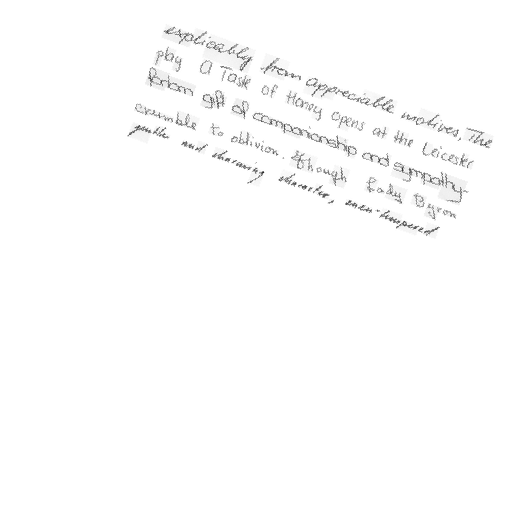 explicably from appreciable motives. The
play A Taste of Honey opens at the Leicester
forlorn gift of companionship and sympathy
crumble to oblivion. Though Lady Byron
gentle and charming character, even-tempered